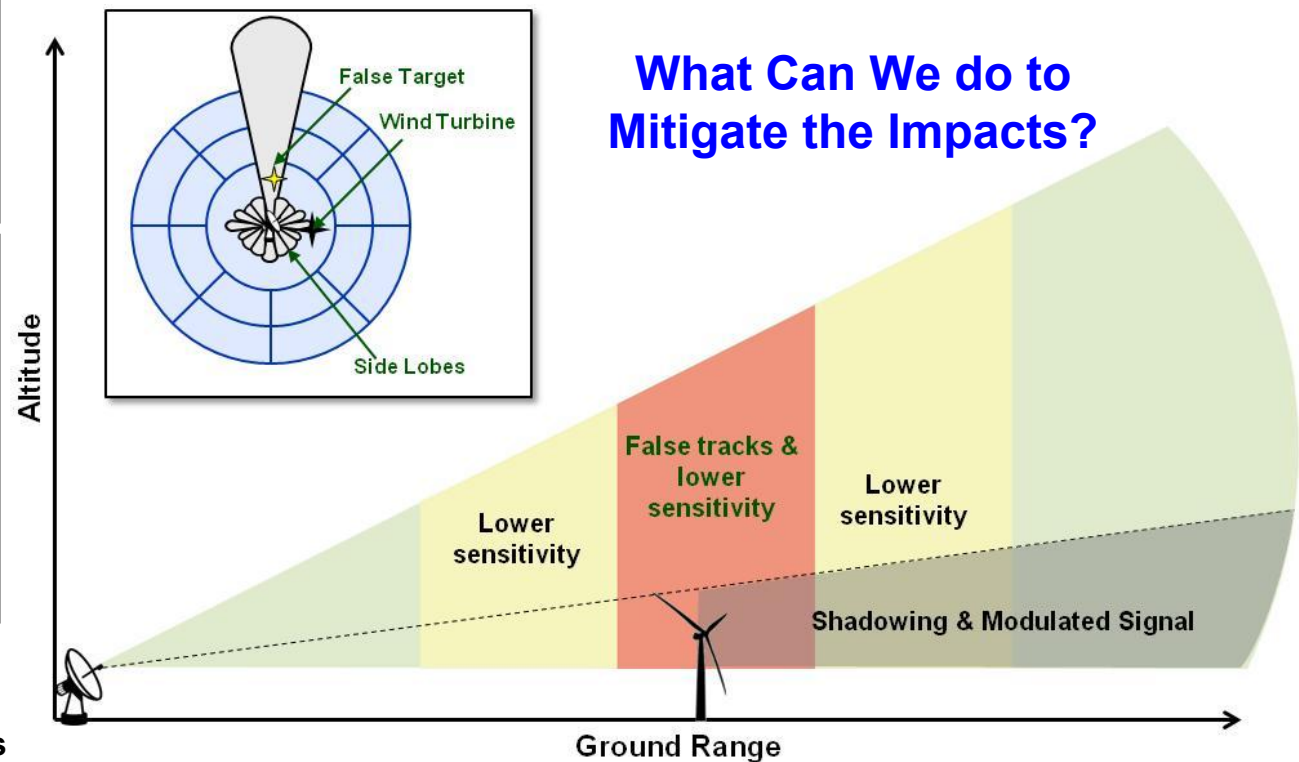 What Can We do to
Mitigate the Impacts?
False Target
Wind Turbine
Side Lobes
Altitude
Lower
sensitivity
False tracks &
lower
sensitivity
Lower
sensitivity
Shadowing & Modulated Signal
Ground Range
s